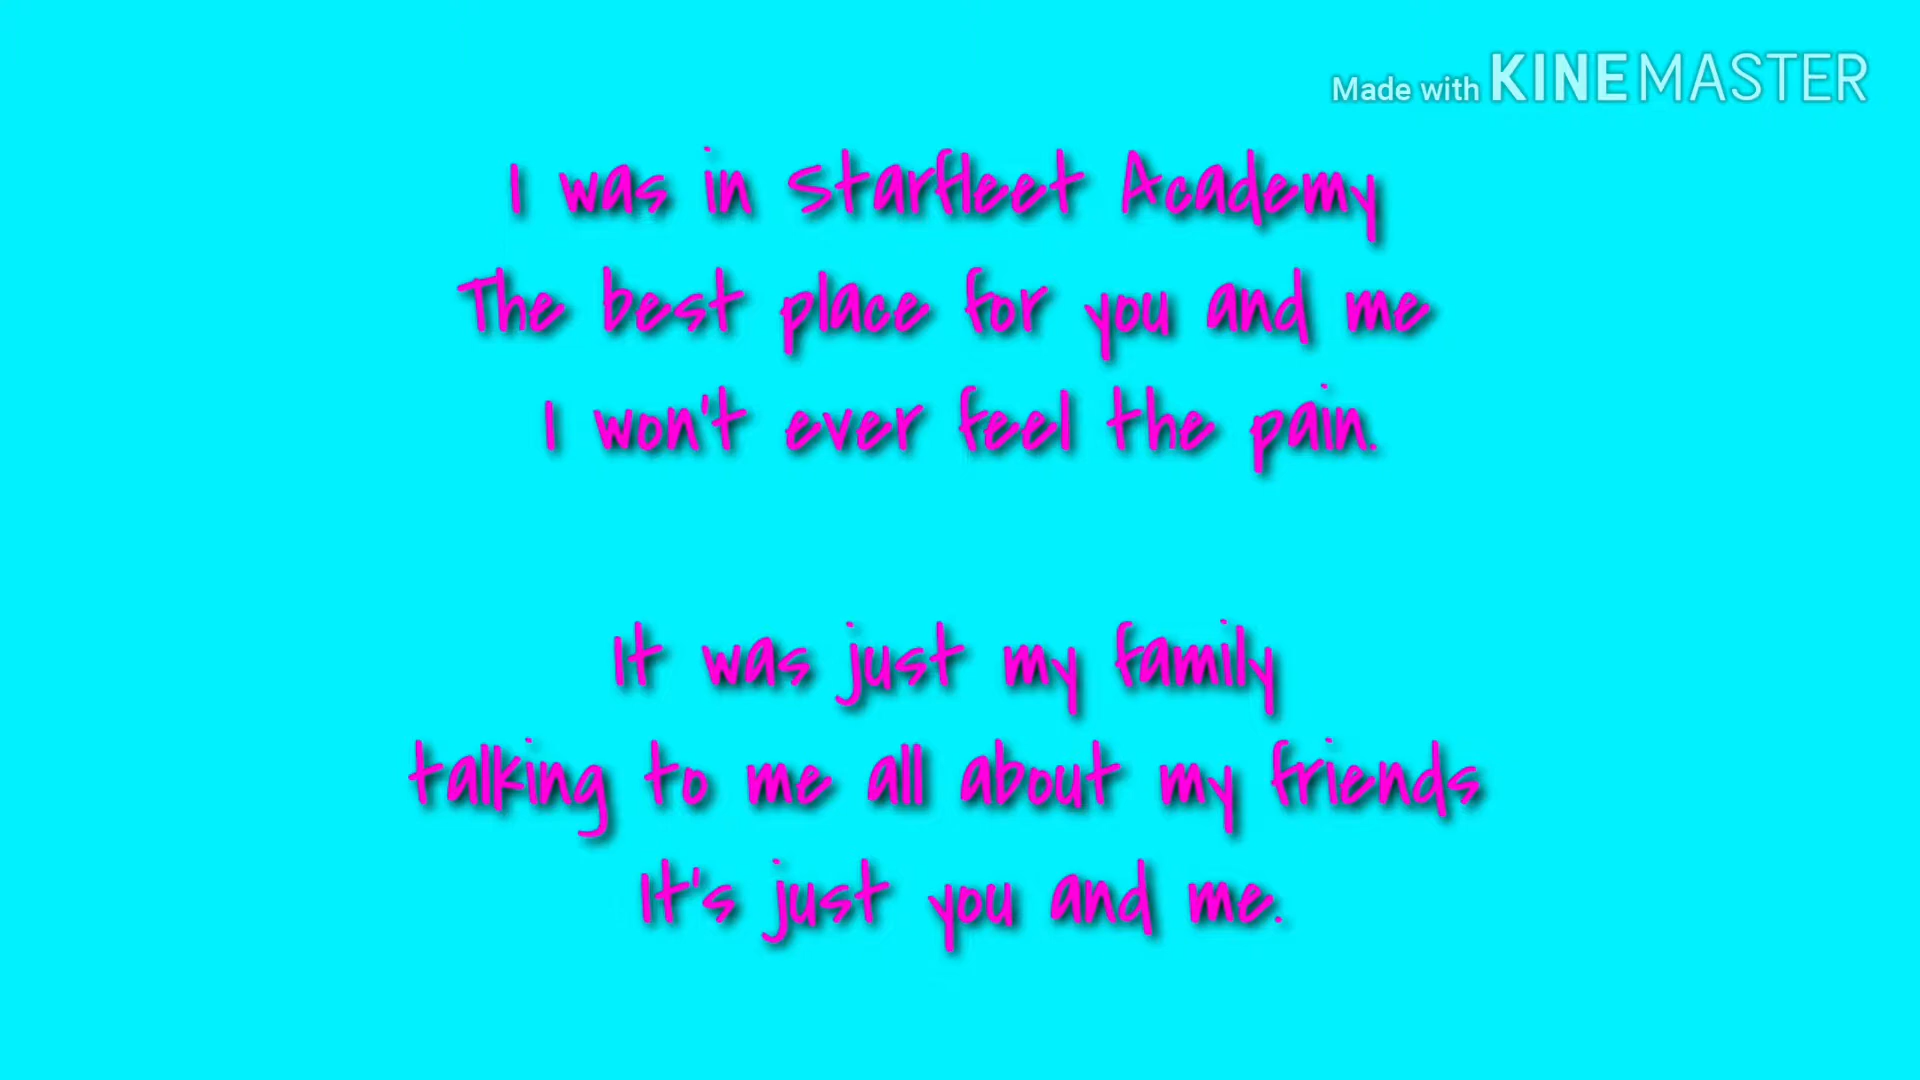 Made with KINEMASTER
I was in Starfleet Academy
The best place for you and me
I won't ever feel the pain.
It was just my family
talking to me all about my friends
It's just you and me.